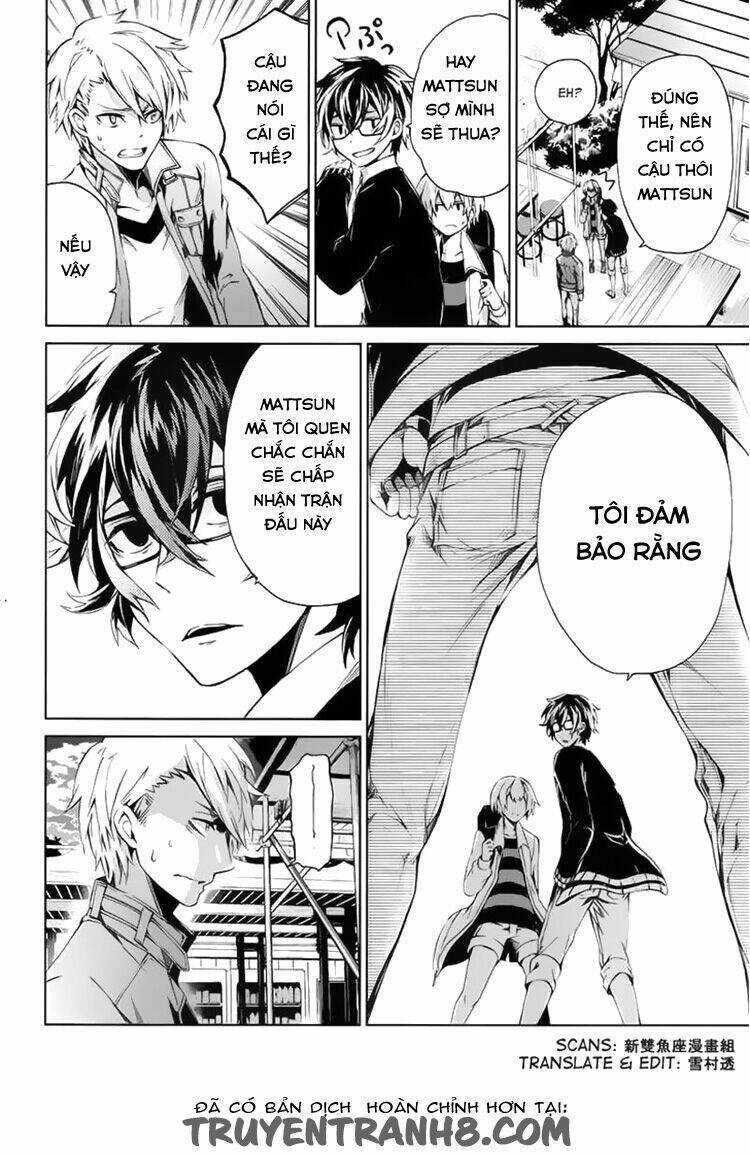 EH?
ĐÚNG
THẾ, NÊN
CHỈ CÓ
CẬU THÔI
MATTSUN
HAY
MATTSUN
SỢ MÌNH
SẼ THUA?
ぷっ
CẬU
ĐANG
NÓI
CÁI GÌ
THẾ?
NẾU
VẬY
TÔI ĐẢM
BẢO RẰNG
MATTSUN
MÀ TÔI QUEN
CHẮC CHẮN
SẼ CHẤP
NHẬN TRẬN
ĐẤU NÀY
SCANS: 新雙魚座漫畫組
TRANSLATE & EDIT: 雪村透
ĐÃ CÓ BẢN DỊCH HOÀN CHỈNH HƠN TẠI:
TRUYENTRANH8.COM